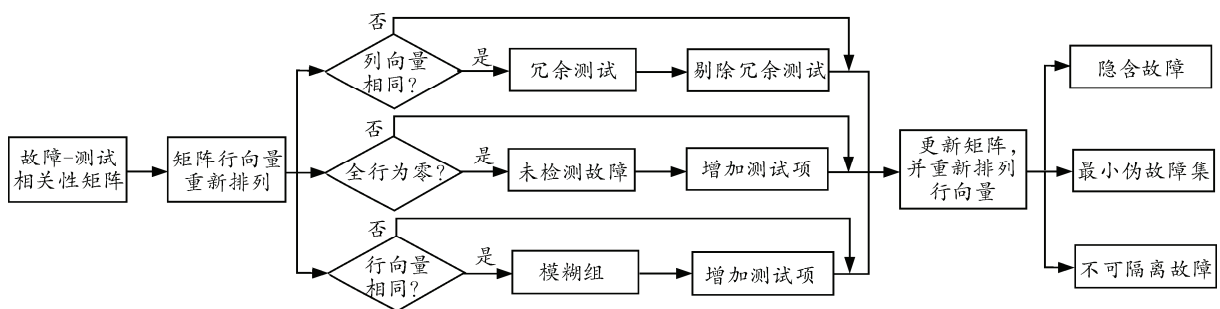 故障-测试
相关性矩阵
矩阵行向量
重新排列
否
列向量
相同？
是
冗余测试
剔除冗余测试
否
全行为零？
是
未检测故障
增加测试项
否
行向量
相同？
是
模糊组
增加测试项
更新矩阵，
并重新排列
行向量
隐含故障
最小伪故障集
不可隔离故障